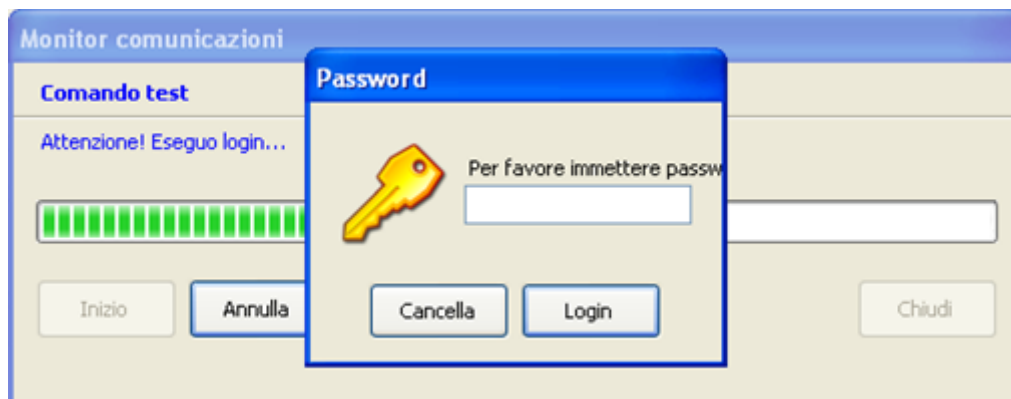 Monitor comunicazioni
Comando test
Attenzione! Eseguo login...
Password
Per favore immettere passw
Cancella
Login
Inizio
Annulla
Chiudi